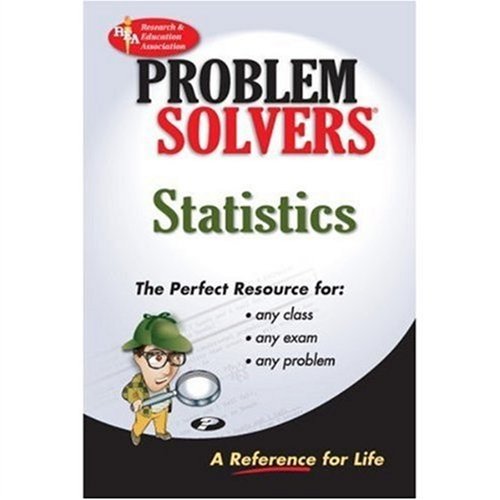 REA
Research &
Education
Association
PROBLEM
SOLVERS®
Statistics
The Perfect Resource for:
• any class
• any exam
• any problem
?
A Reference for Life